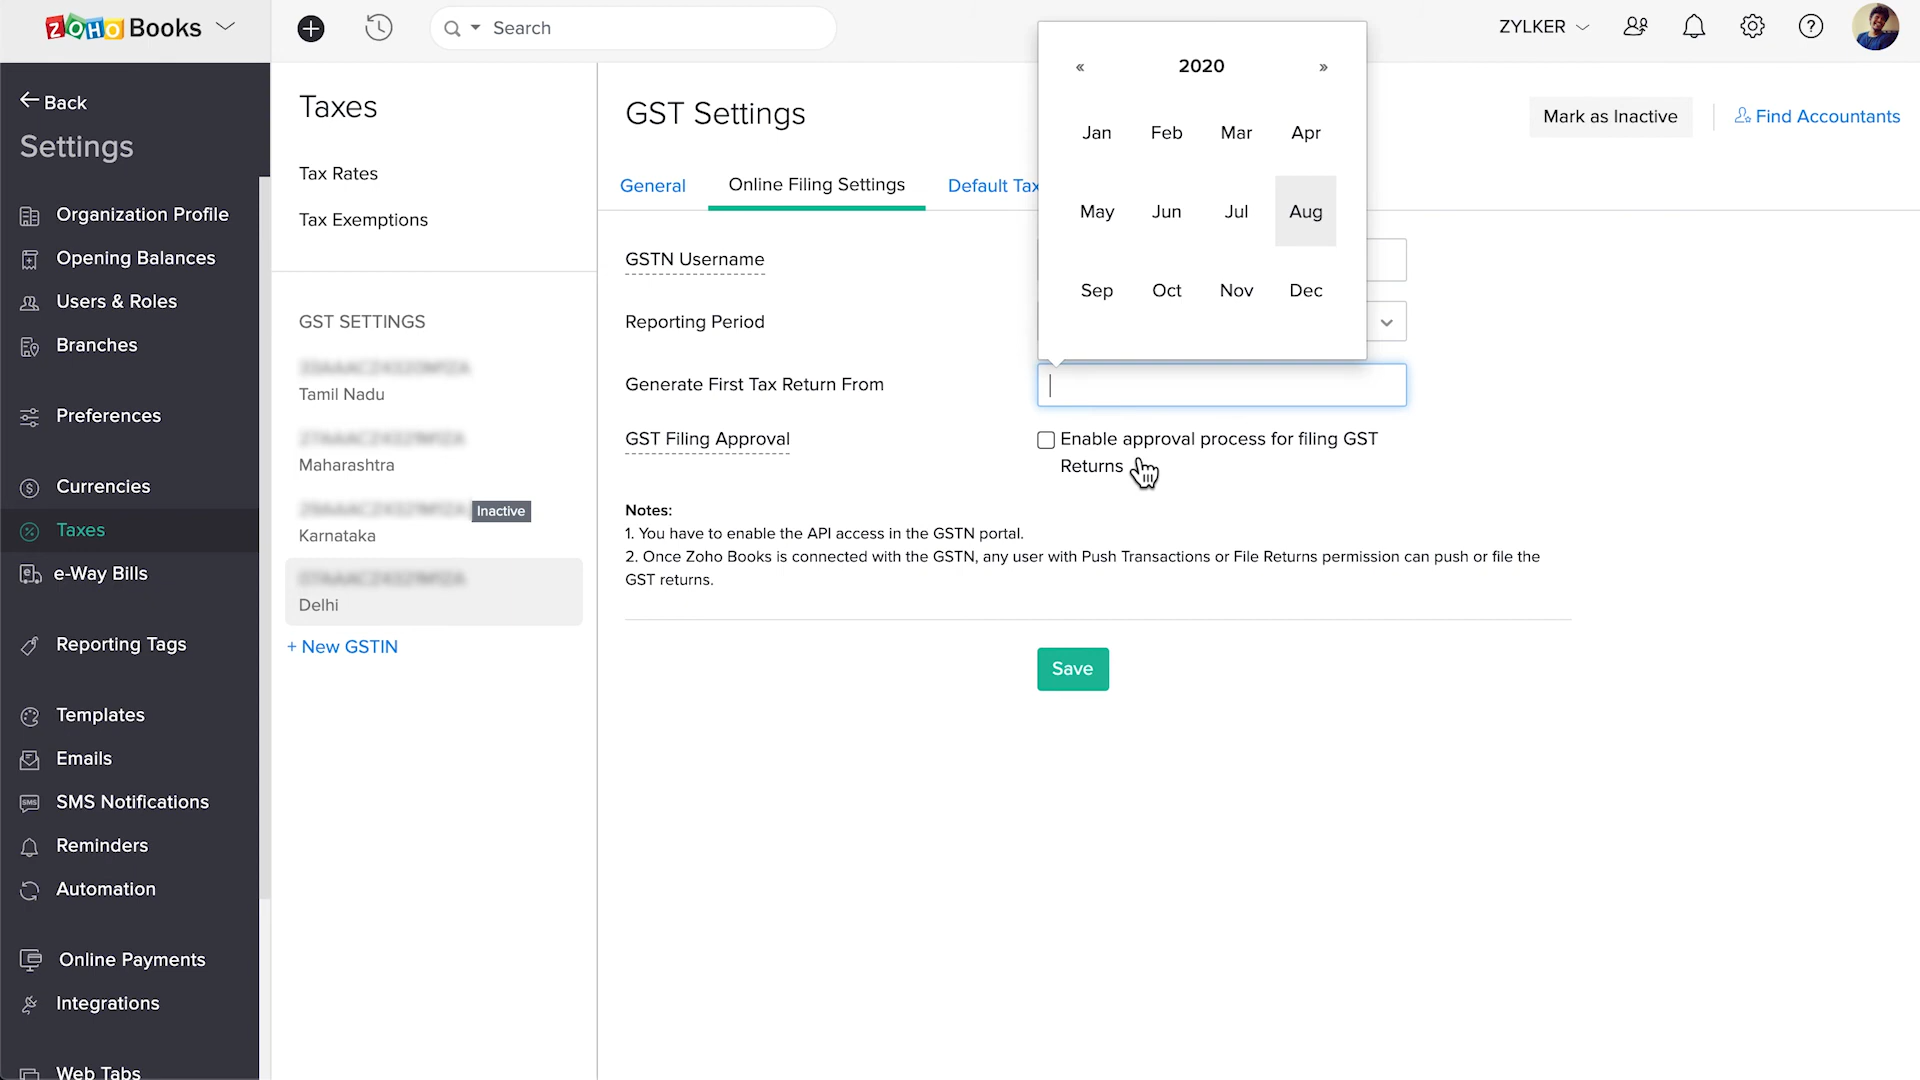 ZOHO Books
Search
ZYLKER
Back
Settings
Organization Profile
Opening Balances
Users & Roles
Branches
Preferences
Currencies
Taxes
e-Way Bills
Reporting Tags
Templates
Emails
SMS Notifications
Reminders
Automation
Online Payments
Integrations
Web Tabs
Taxes
Tax Rates
Tax Exemptions
GST SETTINGS
Tamil Nadu
Maharashtra
Inactive
Karnataka
Delhi
+ New GSTIN
GST Settings
Mark as Inactive
Find Accountants
General
Online Filing Settings
Default Tax
« 2020 »
Jan Feb Mar Apr
May Jun Jul Aug
Sep Oct Nov Dec
GSTN Username
Reporting Period
Generate First Tax Return From
GST Filing Approval
Enable approval process for filing GST
Returns
Notes:
1. You have to enable the API access in the GSTN portal.
2. Once Zoho Books is connected with the GSTN, any user with Push Transactions or File Returns permission can push or file the
GST returns.
Save